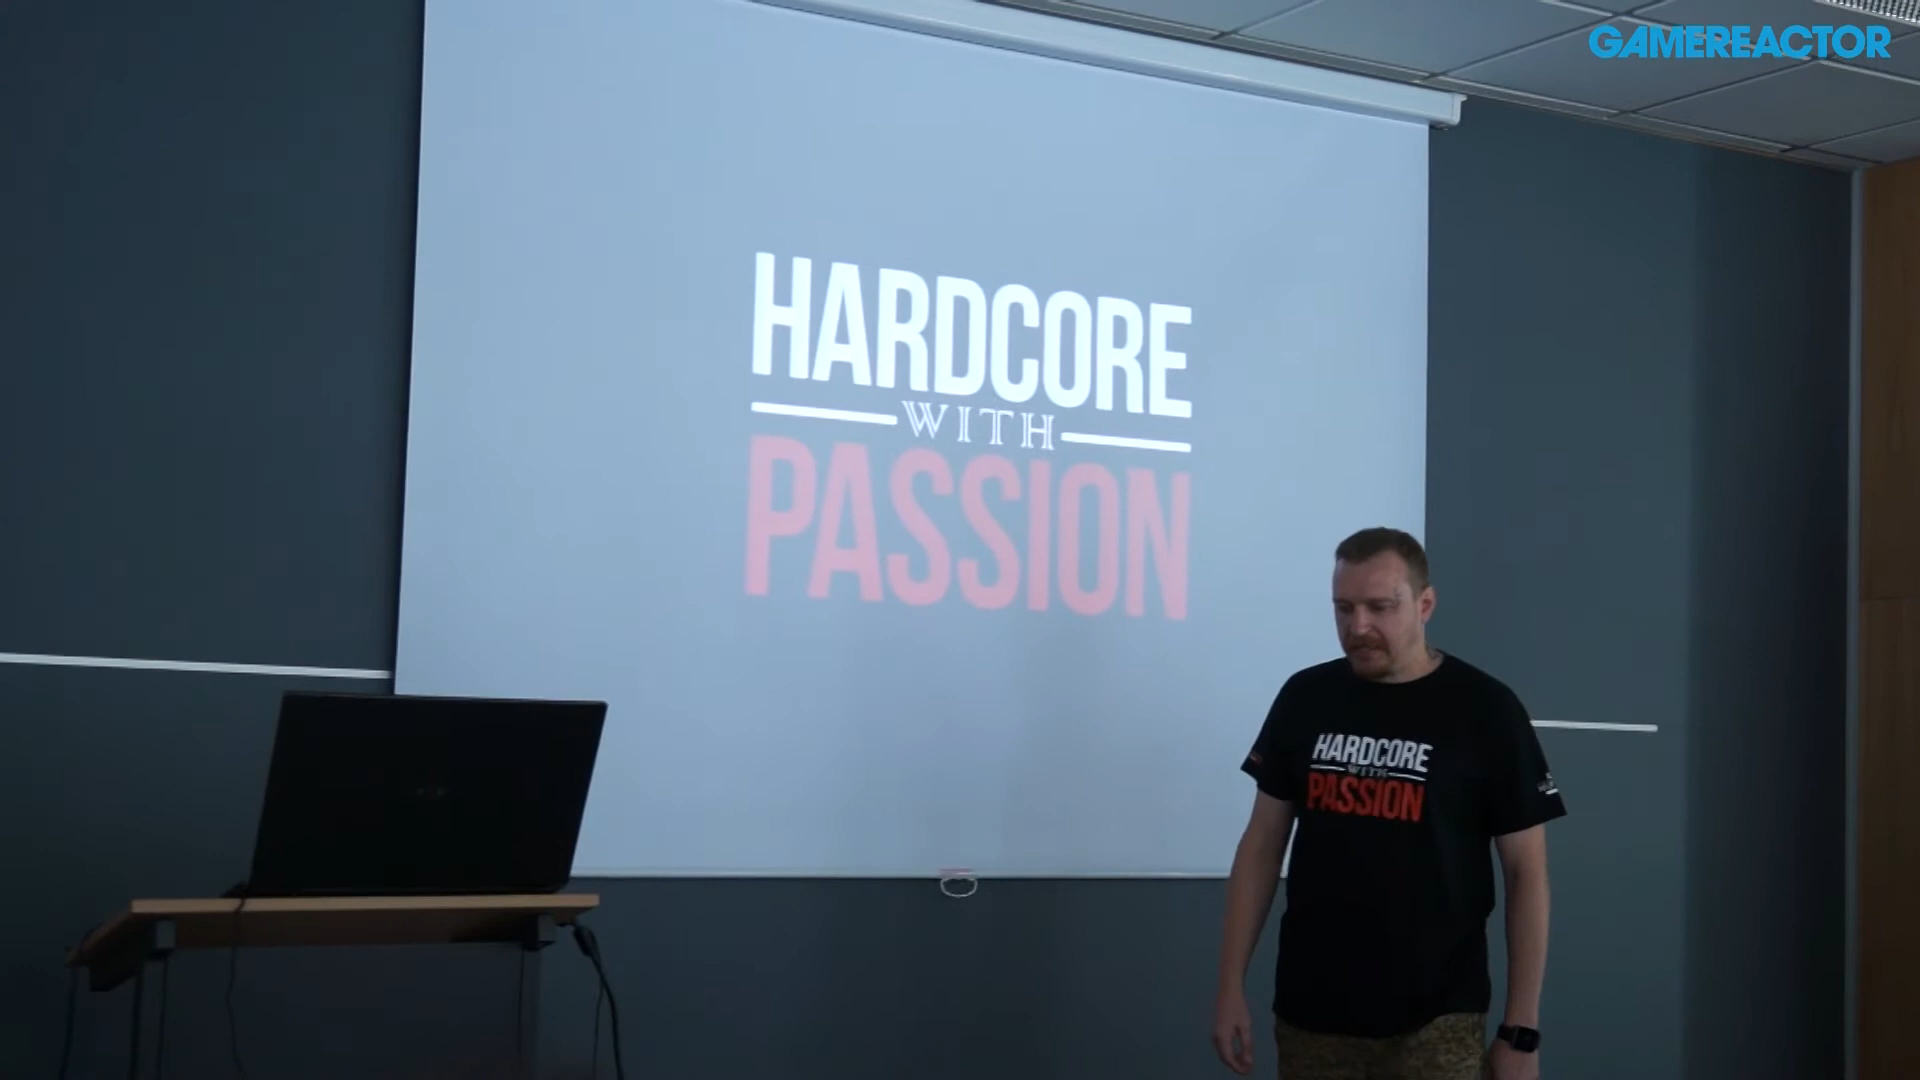 GAMEREACTOR
HARDCORE
WITH
PASSION
HARDCORE
WITH
PASSION